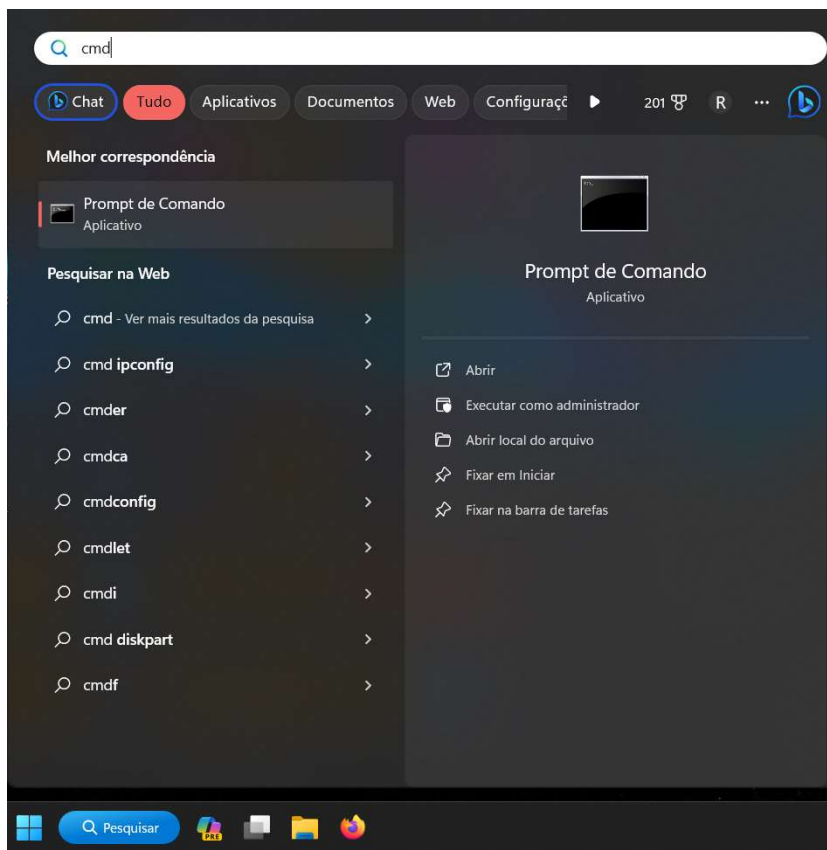 cmd
Chat Tudo Aplicativos Documentos Web Configuraçõ 201 R ...
Melhor correspondência
Prompt de Comando
Aplicativo
Pesquisar na Web
cmd - Ver mais resultados da pesquisa
cmd ipconfig
cmder
cmdca
cmdconfig
cmdlet
cmdi
cmd diskpart
cmdf
Prompt de Comando
Aplicativo
Abrir
Executar como administrador
Abrir local do arquivo
Fixar em Iniciar
Fixar na barra de tarefas
Pesquisar
PRE